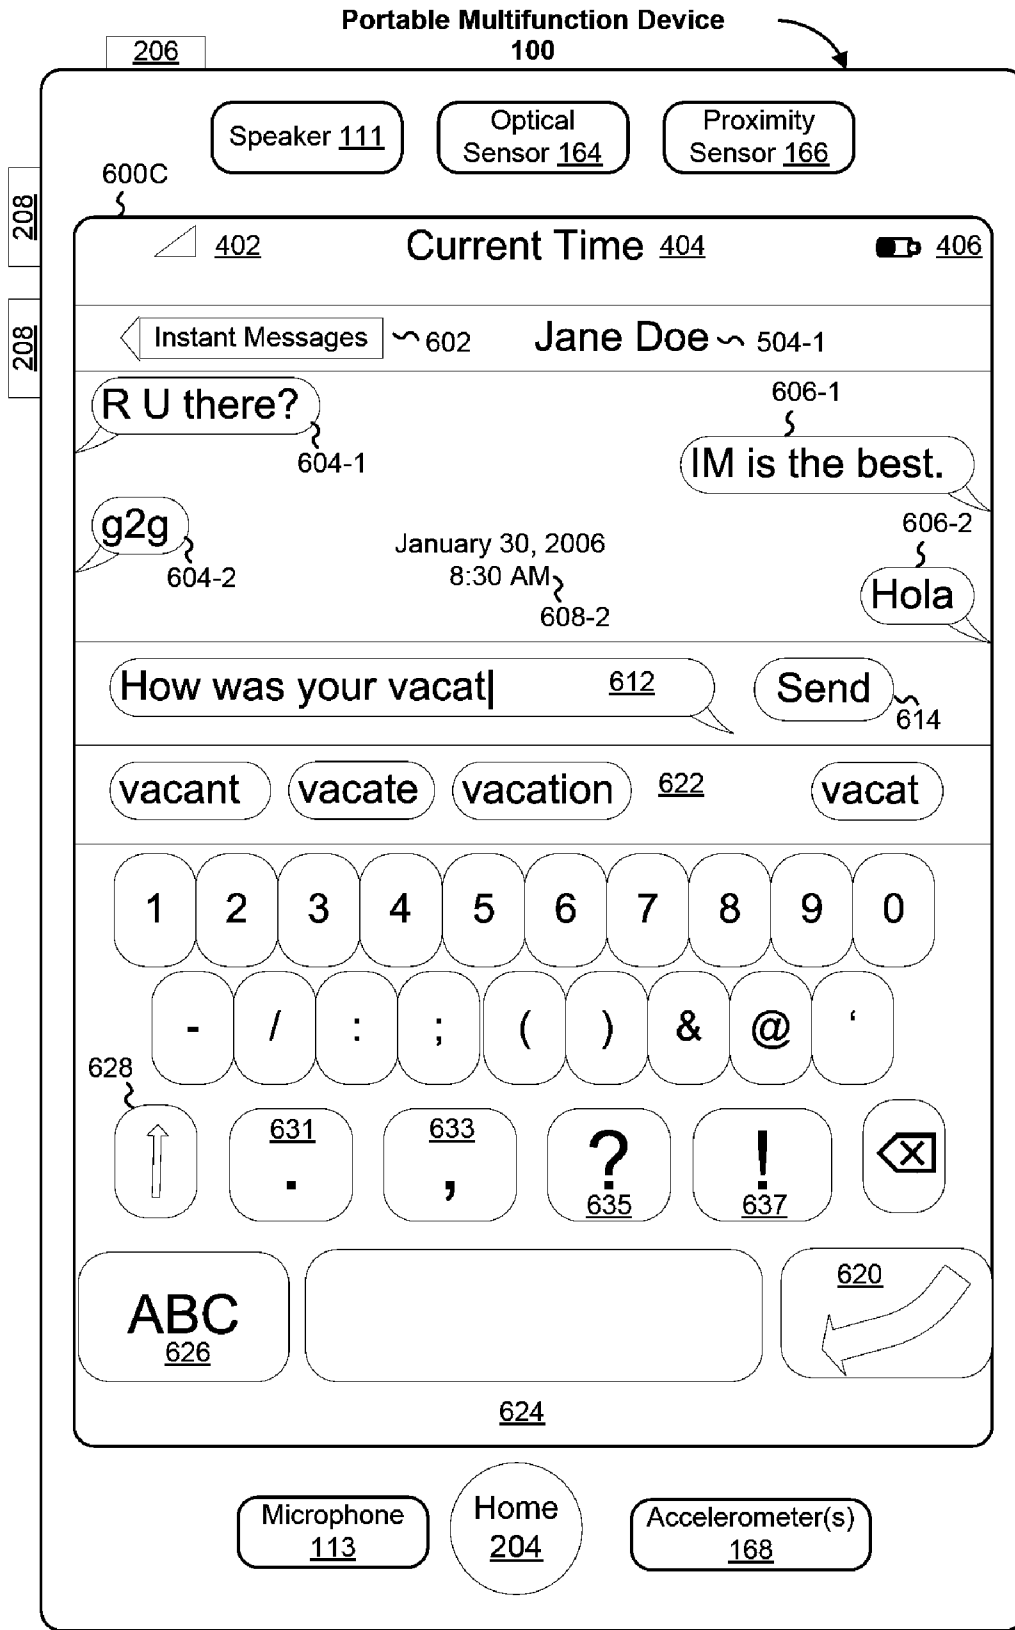 Portable Multifunction Device
100
206
208
208
Speaker 111
Optical
Sensor 164
Proximity
Sensor 166
600C
402
Current Time 404
406
Instant Messages
602
Jane Doe
504-1
R U there?
604-1
606-1
IM is the best.
g2g
604-2
January 30, 2006
8:30 AM
608-2
606-2
Hola
How was your vacat
612
Send
614
vacant
vacate
vacation
622
vacat
1 2 3 4 5 6 7 8 9 0
- / : ; ( ) & @ ‘
628
631
.
633
,
?
635
!
637
ABC
626
620
624
Microphone
113
Home
204
Accelerometer(s)
168